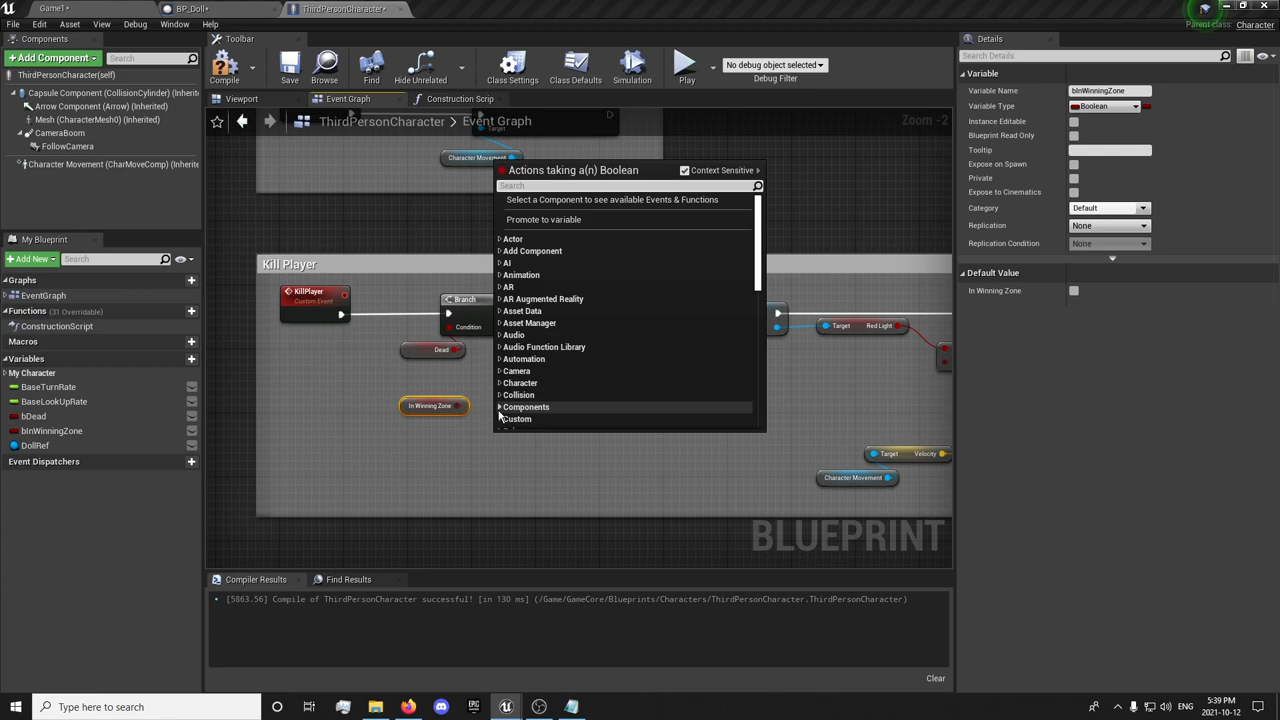 Game1*
BP_Doll*
ThirdPersonCharacter*
File
Edit
Asset
View
Debug
Window
Help
Parent class: Character
Components
+ Add Component
Search
ThirdPersonCharacter(self)
Capsule Component (CollisionCylinder) (Inherit
Arrow Component (Arrow) (Inherited)
Mesh (CharacterMesh0) (Inherited)
CameraBoom
FollowCamera
Character Movement (CharMoveComp) (Inherite
My Blueprint
+ Add New
Search
Graphs
EventGraph
Functions (31 Overridable)
ConstructionScript
Macros
Variables
My Character
BaseTurnRate
BaseLookUpRate
bDead
bInWinningZone
DollRef
Event Dispatchers
Toolbar
Compile
Save
Browse
Find
Hide Unrelated
Class Settings
Class Defaults
Simulation
Play
No debug object selected
Debug Filter
Viewport
Event Graph
Construction Scrip
ThirdPersonCharacter > Event Graph
Zoom -2
Target
Character Movement
Kill Player
KillPlayer
Custom Event
Branch
Condition
Dead
In Winning Zone
Target Red Light
Target Velocity
Character Movement
BLUEPRINT
Actions taking a(n) Boolean
Context Sensitive
Search
Select a Component to see available Events & Functions
Promote to variable
Actor
Add Component
AI
Animation
AR
AR Augmented Reality
Asset Data
Asset Manager
Audio
Audio Function Library
Automation
Camera
Character
Collision
Components
Custom
Compiler Results
Find Results
[5863.56] Compile of ThirdPersonCharacter successful! [in 130 ms] (/Game/GameCore/Blueprints/Characters/ThirdPersonCharacter.ThirdPersonCharacter)
Clear
Details
Search Details
Variable
Variable Name bInWinningZone
Variable Type Boolean
Instance Editable
Blueprint Read Only
Tooltip
Expose on Spawn
Private
Expose to Cinematics
Category Default
Replication None
Replication Condition None
Default Value
In Winning Zone
Type here to search
ENG
5:39 PM
2021-10-12